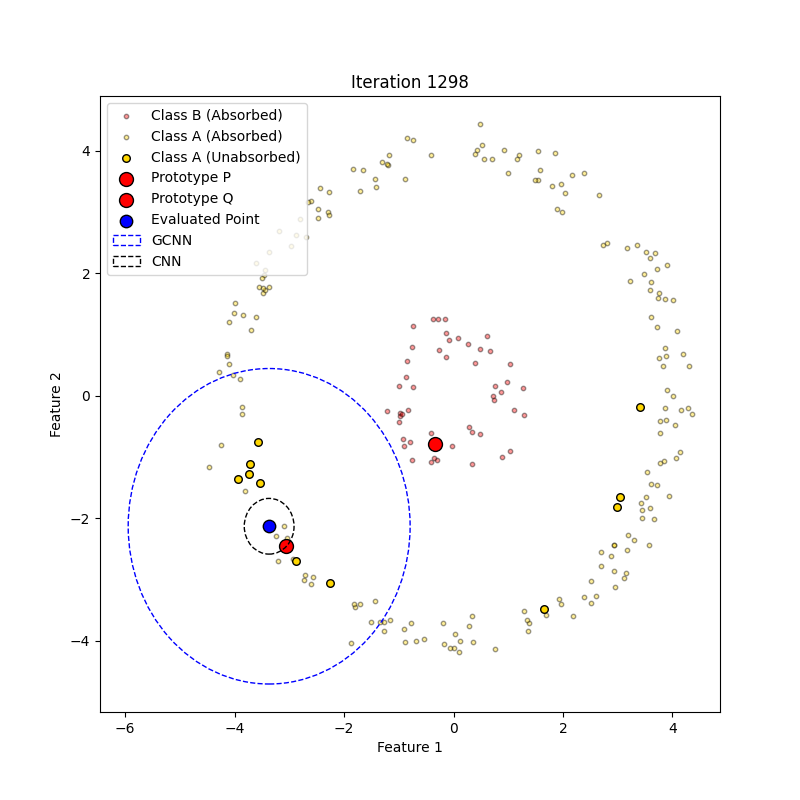 Iteration 1298
Class B (Absorbed)
Class A (Absorbed)
Class A (Unabsorbed)
Prototype P
Prototype Q
Evaluated Point
GCNN
CNN
4
2
0
−2
−4
Feature 2
−6
−4
−2
0
2
4
Feature 1